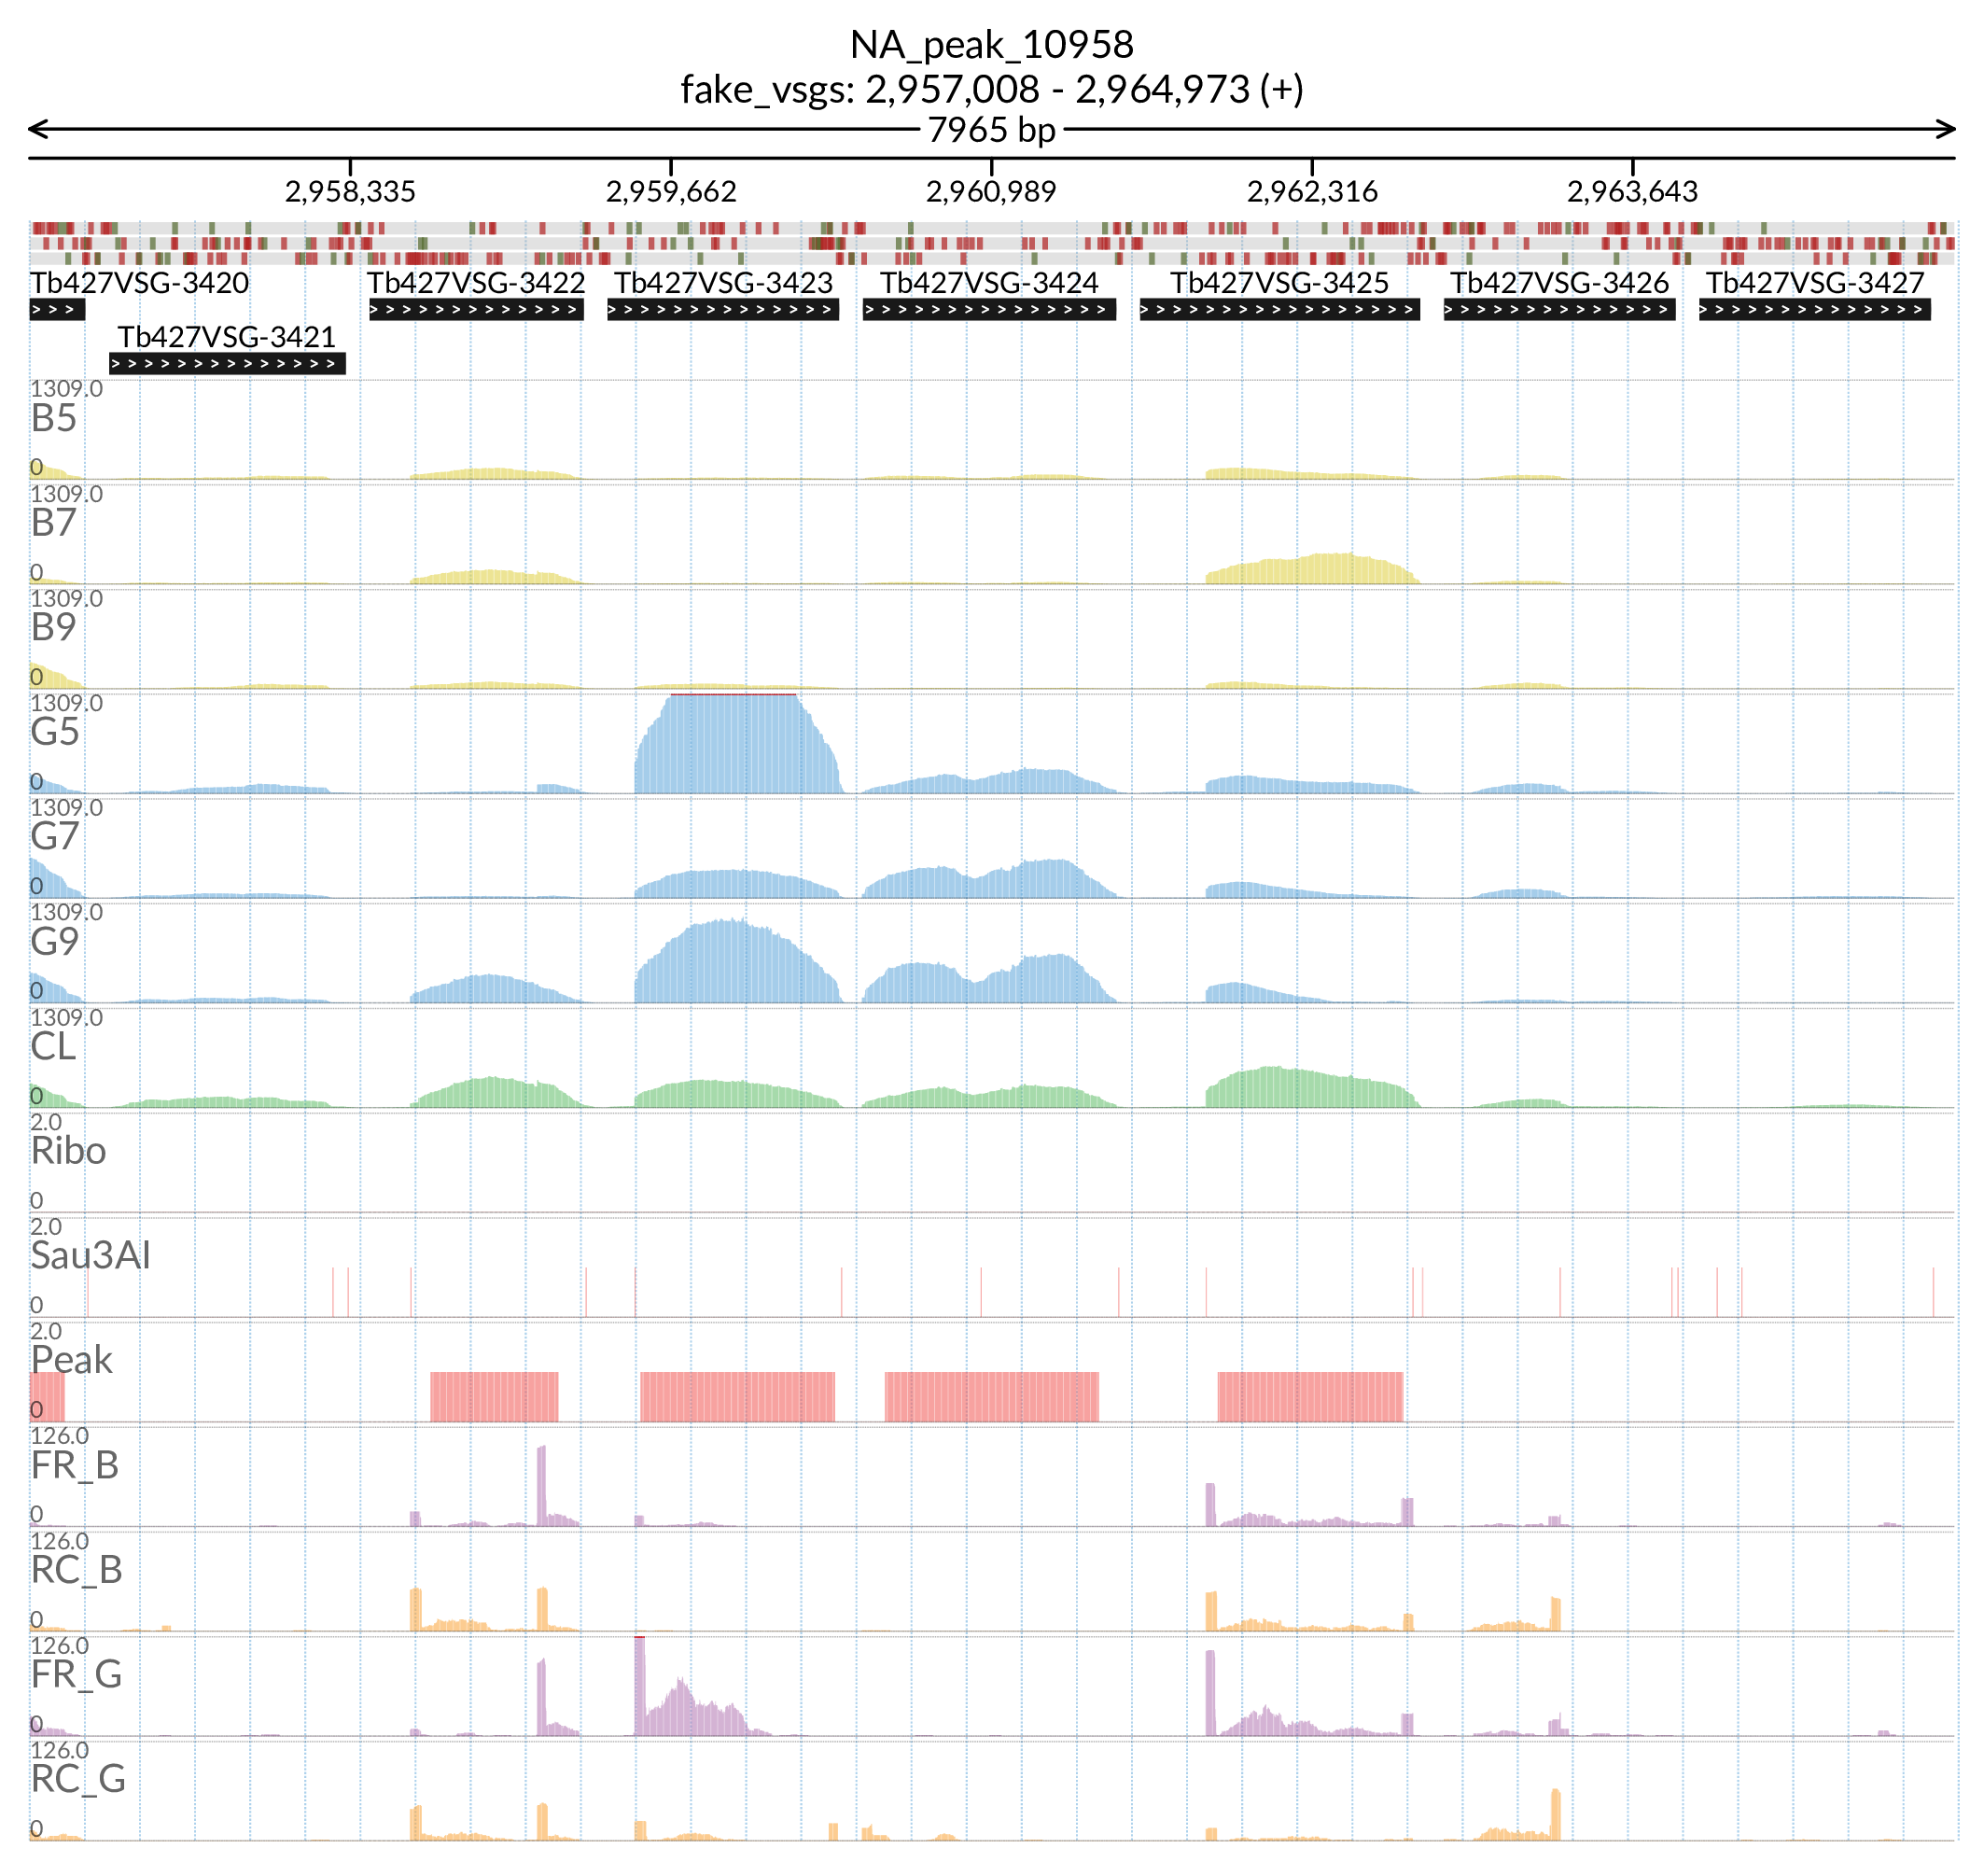 NA_peak_10958
fake_vsgs: 2,957,008 - 2,964,973 (+)
7965 bp
2,958,335 2,959,662 2,960,989 2,962,316 2,963,643
Tb427VSG-3420 Tb427VSG-3422 Tb427VSG-3423 Tb427VSG-3424 Tb427VSG-3425 Tb427VSG-3426 Tb427VSG-3427
Tb427VSG-3421
1309.0
B5
0
1309.0
B7
0
1309.0
B9
0
1309.0
G5
0
1309.0
G7
0
1309.0
G9
0
1309.0
CL
0
2.0
Ribo
0
2.0
Sau3AI
0
2.0
Peak
0
126.0
FR_B
0
126.0
RC_B
0
126.0
FR_G
0
126.0
RC_G
0